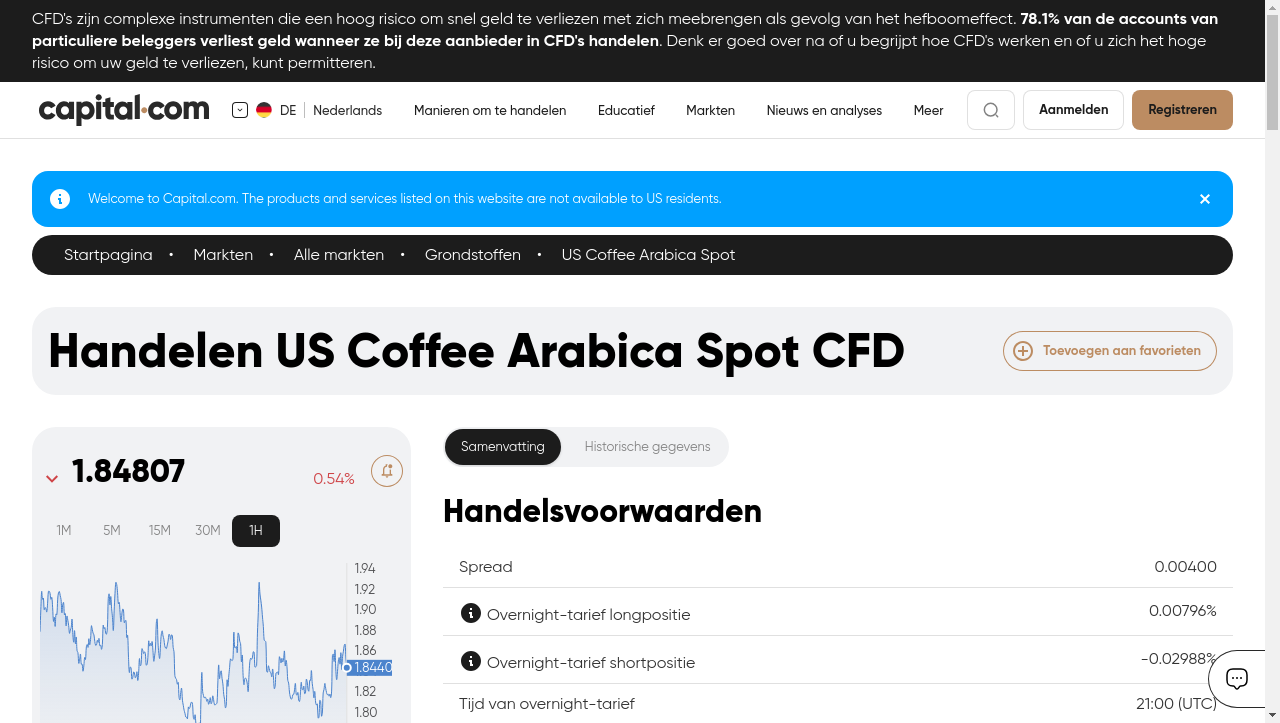 CFD's zijn complexe instrumenten die een hoog risico om snel geld te verliezen met zich meebrengen als gevolg van het hefboomeffect. 78.1% van de accounts van
particuliere beleggers verliest geld wanneer ze bij deze aanbieder in CFD's handelen. Denk er goed over na of u begrijpt hoe CFD's werken en of u zich het hoge
risico om uw geld te verliezen, kunt permitteren.
capital.com DE Nederlands Manieren om te handelen Educatief Markten Nieuws en analyses Meer Aanmelden Registreren
Welcome to Capital.com. The products and services listed on this website are not available to US residents.
Startpagina • Markten • Alle markten • Grondstoffen • US Coffee Arabica Spot
Handelen US Coffee Arabica Spot CFD
Toevoegen aan favorieten
1.84807
0.54%
1M 5M 15M 30M 1H
1.94
1.92
1.90
1.88
1.86
1.8440
1.82
1.80
Samenvatting Historische gegevens
Handelsvoorwaarden
Spread 0.00400
Overnight-tarief longpositie 0.00796%
Overnight-tarief shortpositie -0.02988%
Tijd van overnight-tarief 21:00 (UTC)